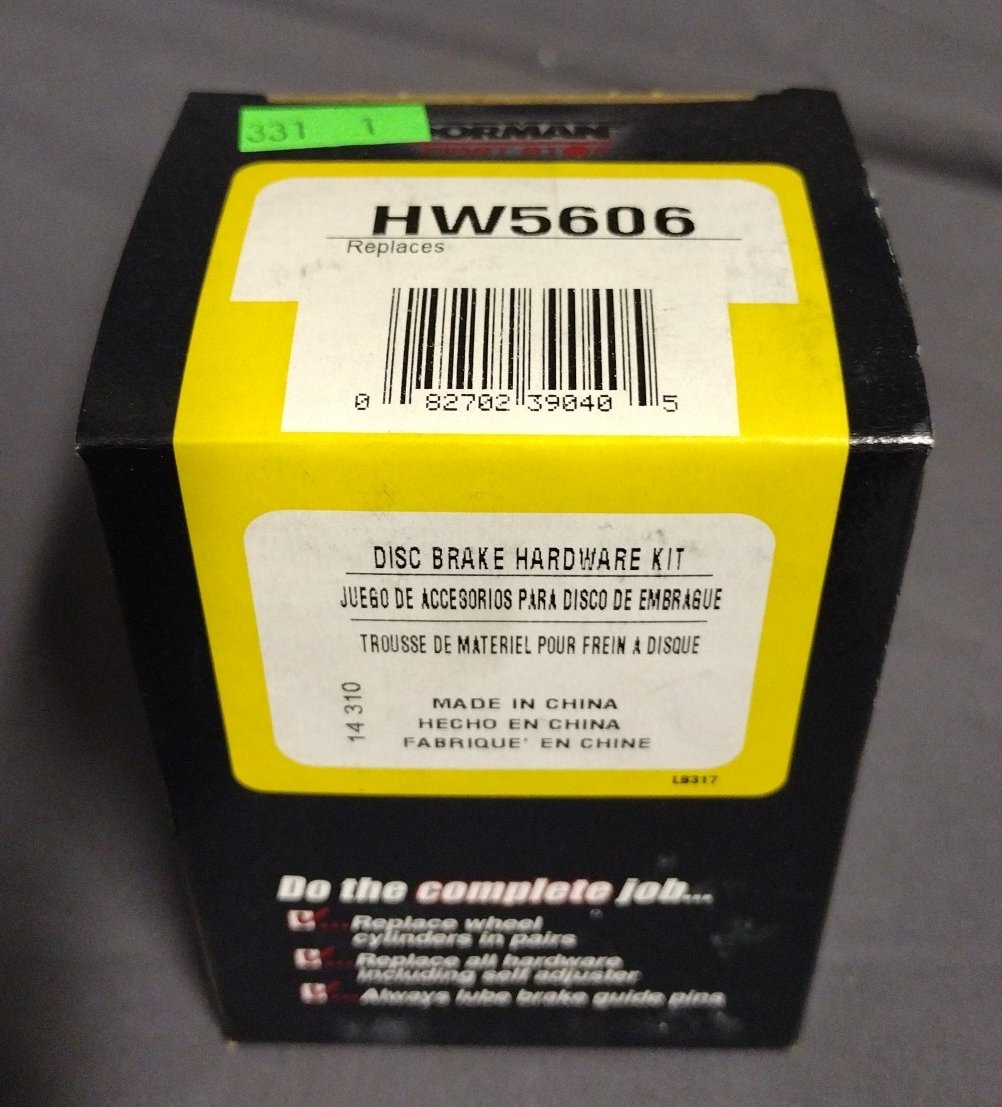 331 1
DORMAN
HW5606
Replaces
0 82702 39040 5
DISC BRAKE HARDWARE KIT
JUEGO DE ACCESORIOS PARA DISCO DE EMBRAGUE
TROUSSE DE MATERIEL POUR FREIN A DISQUE
14 310
MADE IN CHINA
HECHO EN CHINA
FABRIQUE' EN CHINE
LB317
Do the complete job...
Replace wheel
cylinders in pairs
Replace all hardware
including self adjuster
Always lube brake guide pins